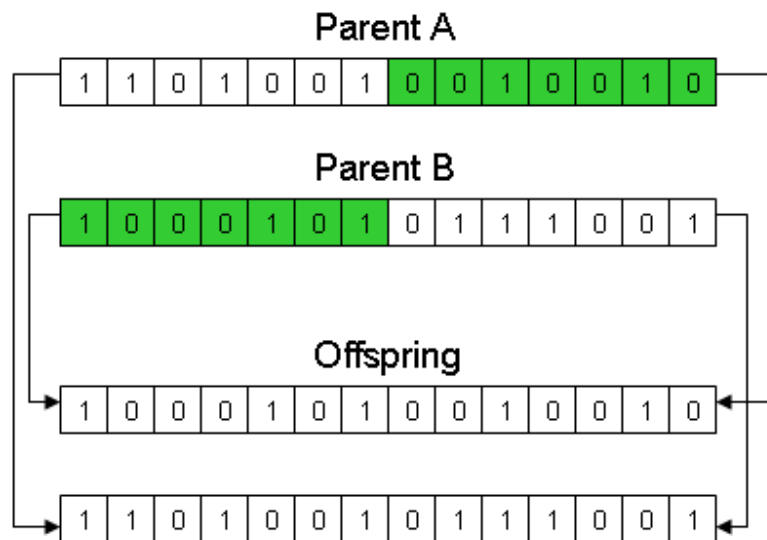 Parent A
1 1 0 1 0 0 1 0 0 1 0 0 1 0
Parent B
1 0 0 0 1 0 1 0 1 1 1 0 0 1
Offspring
1 0 0 0 1 0 1 0 0 1 0 0 1 0
1 1 0 1 0 0 1 0 1 1 1 0 0 1